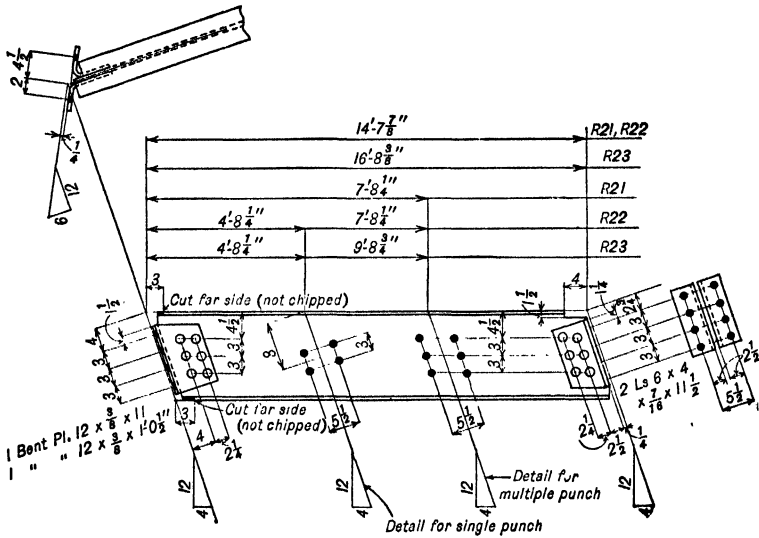 4 1/2
2
1/4
12
6
14'-7 7/8" R21, R22
16'-8 3/8" R23
7'-8 1/4" R21
4'-8 1/4" 7'-8 1/4" R22
4'-8 1/4" 9'-8 3/4" R23
3
Cut far side (not chipped)
1 1/2
4
3
3
3
8
3
4 1/2
3
3
4 1/2
3
3
1 1/2
4
1 1/4
2 3/4
3
3
2 1/2
5 1/2
2 Ls 6 x 4
x 7/16 x 11 1/2
1 Bent Pl. 12 x 3/8 x 11
1 " " 12 x 3/8 x 1'0 1/2"
3
Cut far side
(not chipped)
4
2 1/4
5 1/2
5 1/2
2 1/4
2 1/2
1/4
12
4
12
4
12
4
12
4
Detail for
multiple punch
Detail for single punch